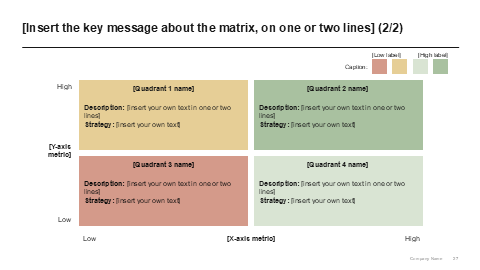 [Insert the key message about the matrix, on one or two lines] (2/2)
[Low label] [High label]
Caption:
High
[Quadrant 1 name]
Description: [Insert your own text in one or two
lines]
Strategy: [Insert your own text]
[Quadrant 2 name]
Description: [Insert your own text in one or two
lines]
Strategy: [Insert your own text]
[Y-axis
metric]
[Quadrant 3 name]
Description: [Insert your own text in one or two
lines]
Strategy: [Insert your own text]
[Quadrant 4 name]
Description: [Insert your own text in one or two
lines]
Strategy: [Insert your own text]
Low
Low [X-axis metric] High
Company Name 27